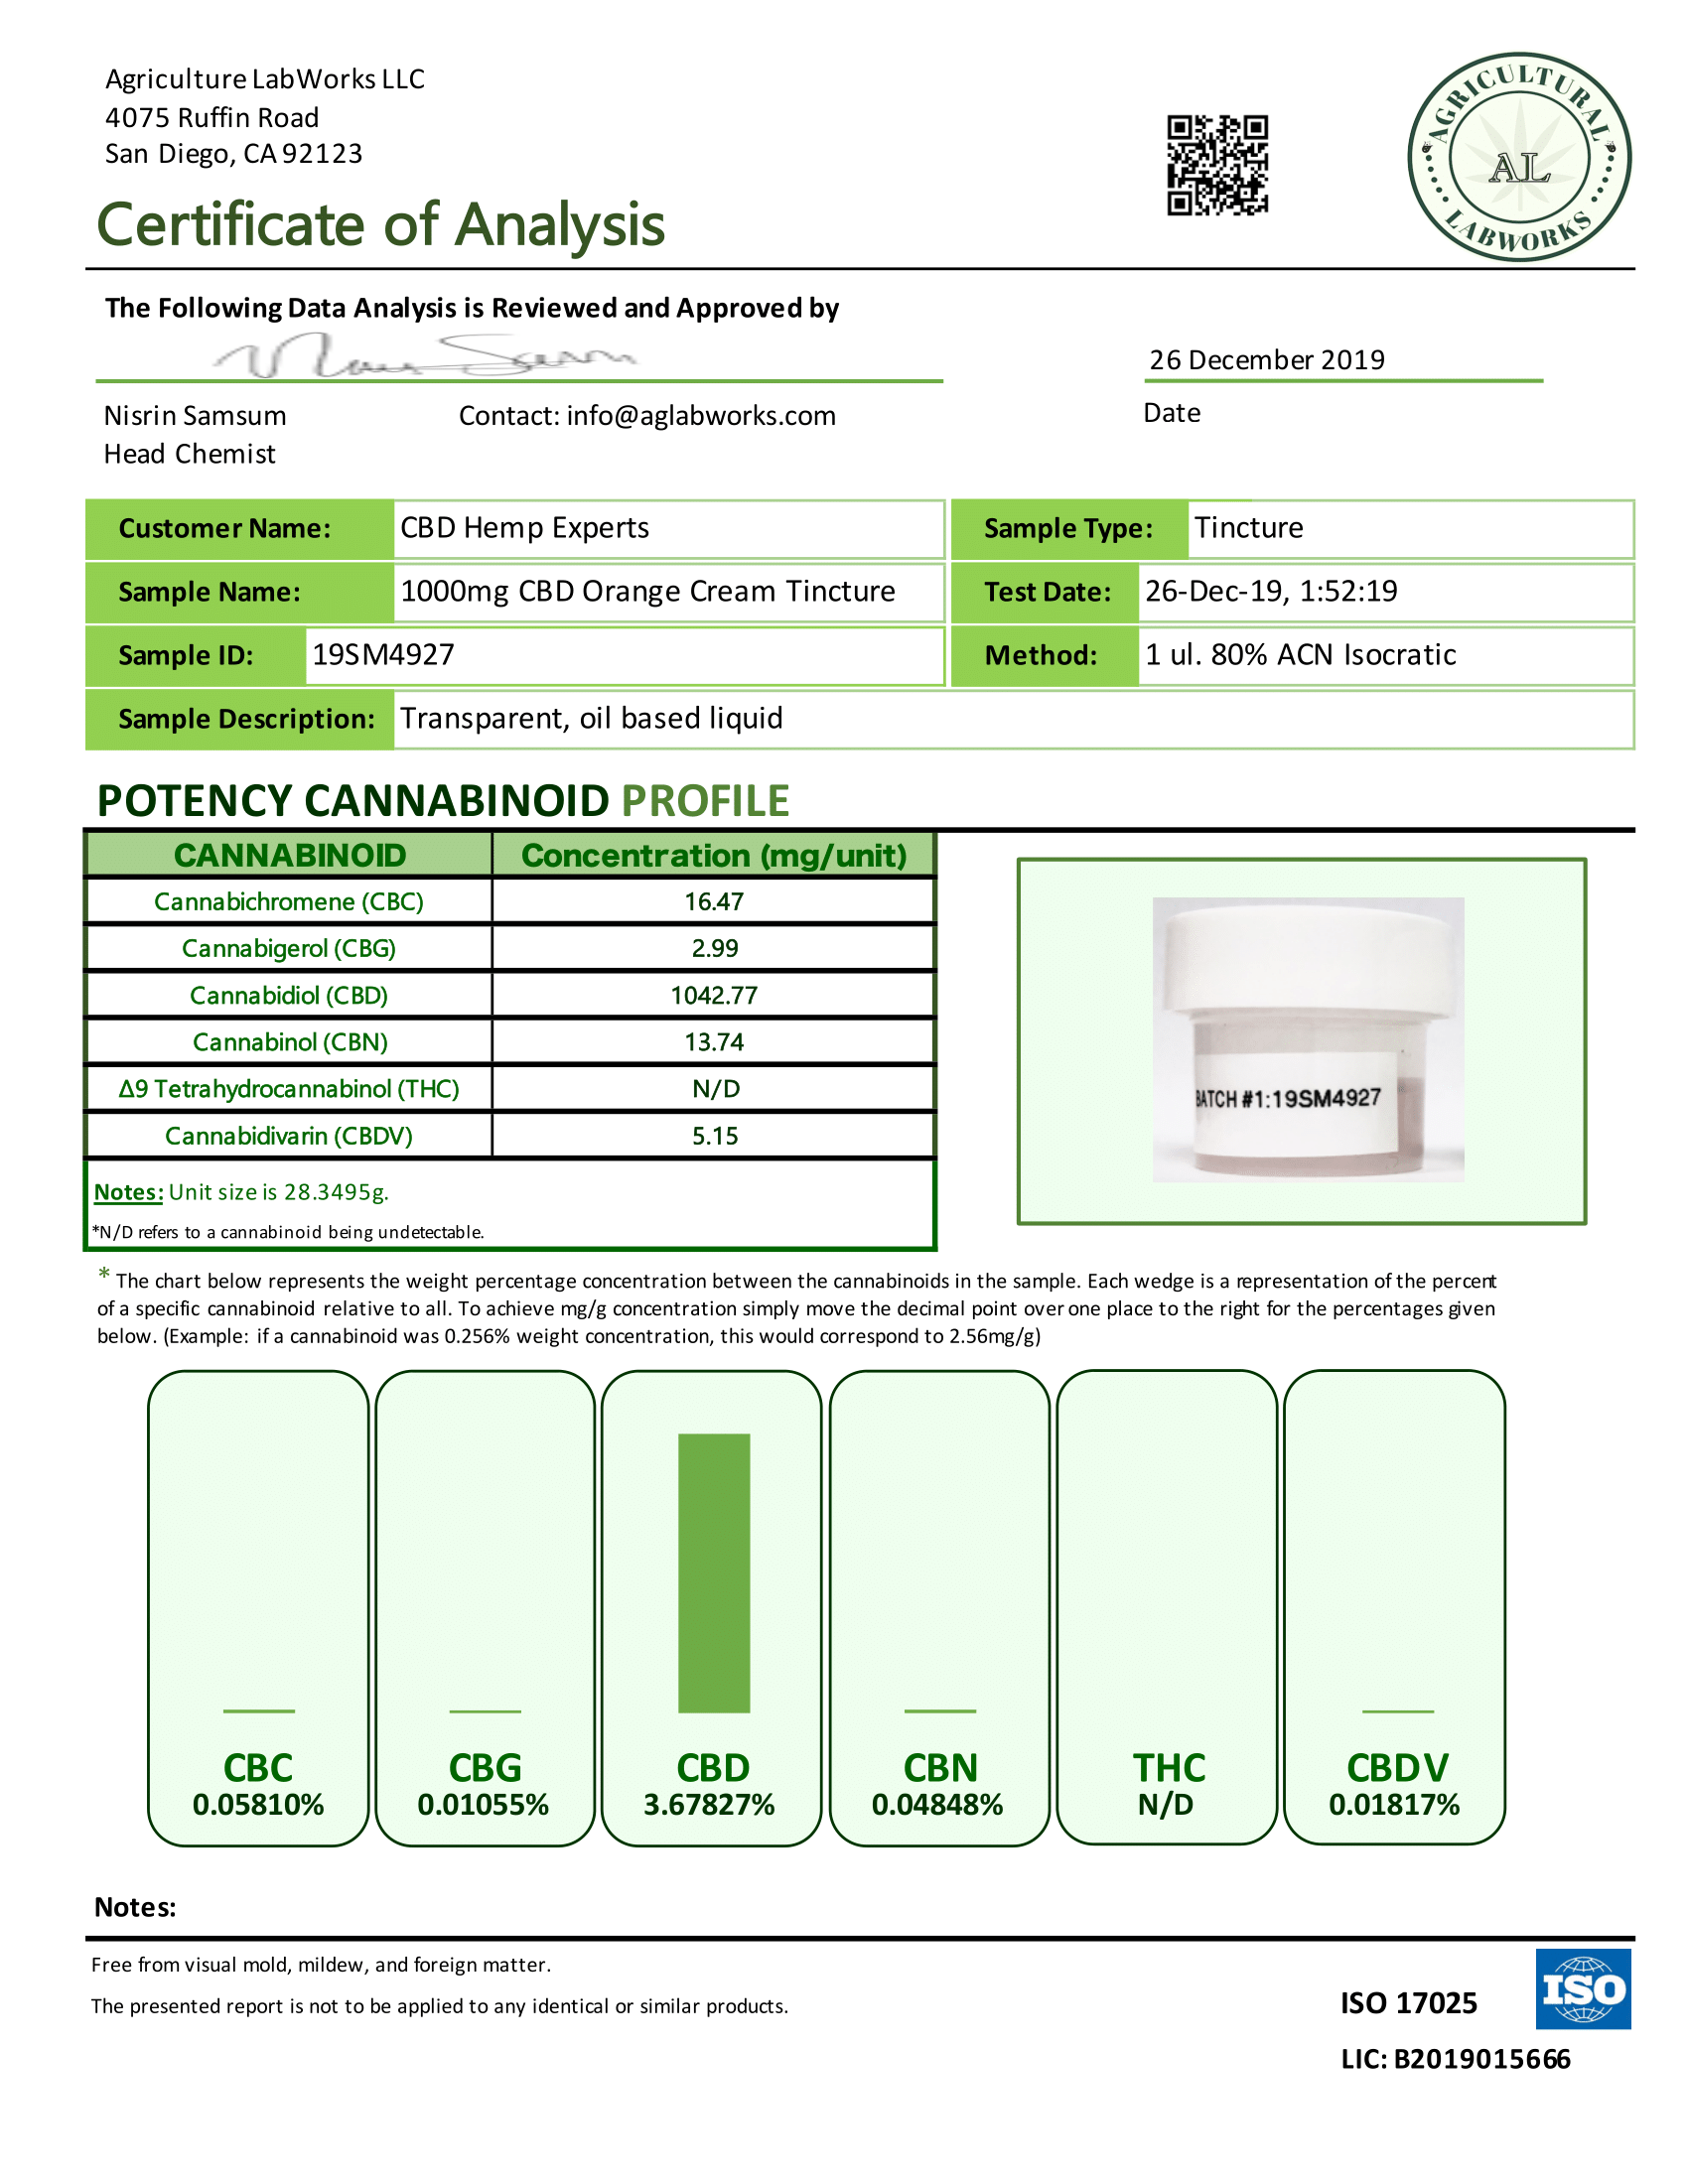 Agriculture LabWorks LLC
4075 Ruffin Road
San Diego, CA 92123
Certificate of Analysis
AGRICULTURAL
AL
LABWORKS
The Following Data Analysis is Reviewed and Approved by
26 December 2019
Nisrin Samsum Contact: info@aglabworks.com Date
Head Chemist
Customer Name: CBD Hemp Experts Sample Type: Tincture
Sample Name: 1000mg CBD Orange Cream Tincture Test Date: 26-Dec-19, 1:52:19
Sample ID: 19SM4927 Method: 1 ul. 80% ACN Isocratic
Sample Description: Transparent, oil based liquid
POTENCY CANNABINOID PROFILE
CANNABINOID Concentration (mg/unit)
Cannabichromene (CBC) 16.47
Cannabigerol (CBG) 2.99
Cannabidiol (CBD) 1042.77
Cannabinol (CBN) 13.74
Δ9 Tetrahydrocannabinol (THC) N/D
Cannabidivarin (CBDV) 5.15
Notes: Unit size is 28.3495g.
*N/D refers to a cannabinoid being undetectable.
BATCH #1:19SM4927
* The chart below represents the weight percentage concentration between the cannabinoids in the sample. Each wedge is a representation of the percent
of a specific cannabinoid relative to all. To achieve mg/g concentration simply move the decimal point over one place to the right for the percentages given
below. (Example: if a cannabinoid was 0.256% weight concentration, this would correspond to 2.56mg/g)
CBC CBG CBD CBN THC CBDV
0.05810% 0.01055% 3.67827% 0.04848% N/D 0.01817%
Notes:
Free from visual mold, mildew, and foreign matter.
The presented report is not to be applied to any identical or similar products.
ISO 17025
ISO
LIC: B2019015666